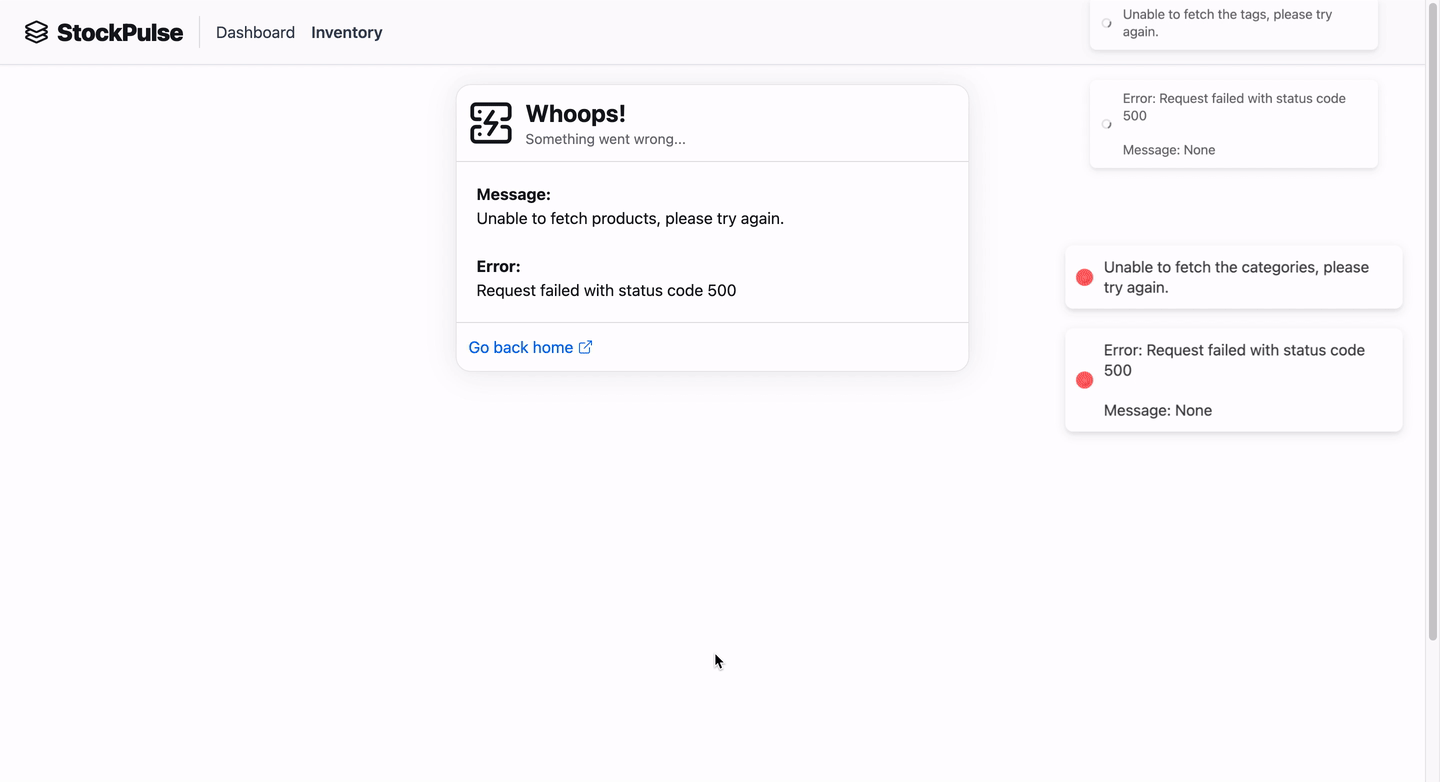 StockPulse
Dashboard
Inventory
Unable to fetch the tags, please try
again.
Error: Request failed with status code
500
Message: None
Whoops!
Something went wrong...
Message:
Unable to fetch products, please try again.
Error:
Request failed with status code 500
Go back home
Unable to fetch the categories, please
try again.
Error: Request failed with status code
500
Message: None